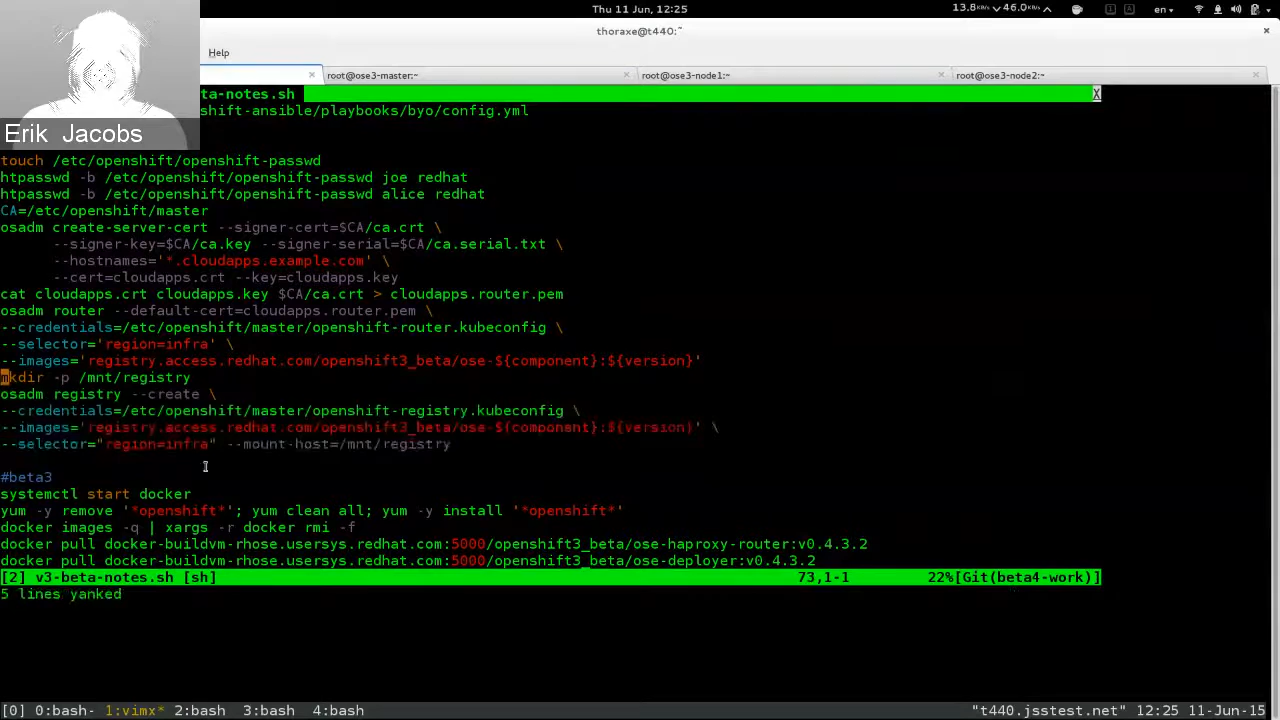 Thu 11 Jun, 12:25
13.8KB/s 46.0KB/s
en
thoraxe@t440:~
Help
root@ose3-master:~
root@ose3-node1:~
root@ose3-node2:~
ta-notes.sh X
shift-ansible/playbooks/byo/config.yml
Erik Jacobs
touch /etc/openshift/openshift-passwd
htpasswd -b /etc/openshift/openshift-passwd joe redhat
htpasswd -b /etc/openshift/openshift-passwd alice redhat
CA=/etc/openshift/master
osadm create-server-cert --signer-cert=$CA/ca.crt \
--signer-key=$CA/ca.key --signer-serial=$CA/ca.serial.txt \
--hostnames='*.cloudapps.example.com' \
--cert=cloudapps.crt --key=cloudapps.key
cat cloudapps.crt cloudapps.key $CA/ca.crt > cloudapps.router.pem
osadm router --default-cert=cloudapps.router.pem \
--credentials=/etc/openshift/master/openshift-router.kubeconfig \
--selector='region=infra' \
--images='registry.access.redhat.com/openshift3_beta/ose-${component}:${version}'
mkdir -p /mnt/registry
osadm registry --create \
--credentials=/etc/openshift/master/openshift-registry.kubeconfig \
--images='registry.access.redhat.com/openshift3_beta/ose-${component}:${version}' \
--selector="region=infra" --mount-host=/mnt/registry
#beta3
systemctl start docker
yum -y remove '*openshift*'; yum clean all; yum -y install '*openshift*'
docker images -q | xargs -r docker rmi -f
docker pull docker-buildvm-rhose.usersys.redhat.com:5000/openshift3_beta/ose-haproxy-router:v0.4.3.2
docker pull docker-buildvm-rhose.usersys.redhat.com:5000/openshift3_beta/ose-deployer:v0.4.3.2
[2] v3-beta-notes.sh [sh] 73,1-1 22%[Git(beta4-work)]
5 lines yanked
[0] 0:bash- 1:vimx* 2:bash 3:bash 4:bash "t440.jsstest.net" 12:25 11-Jun-15